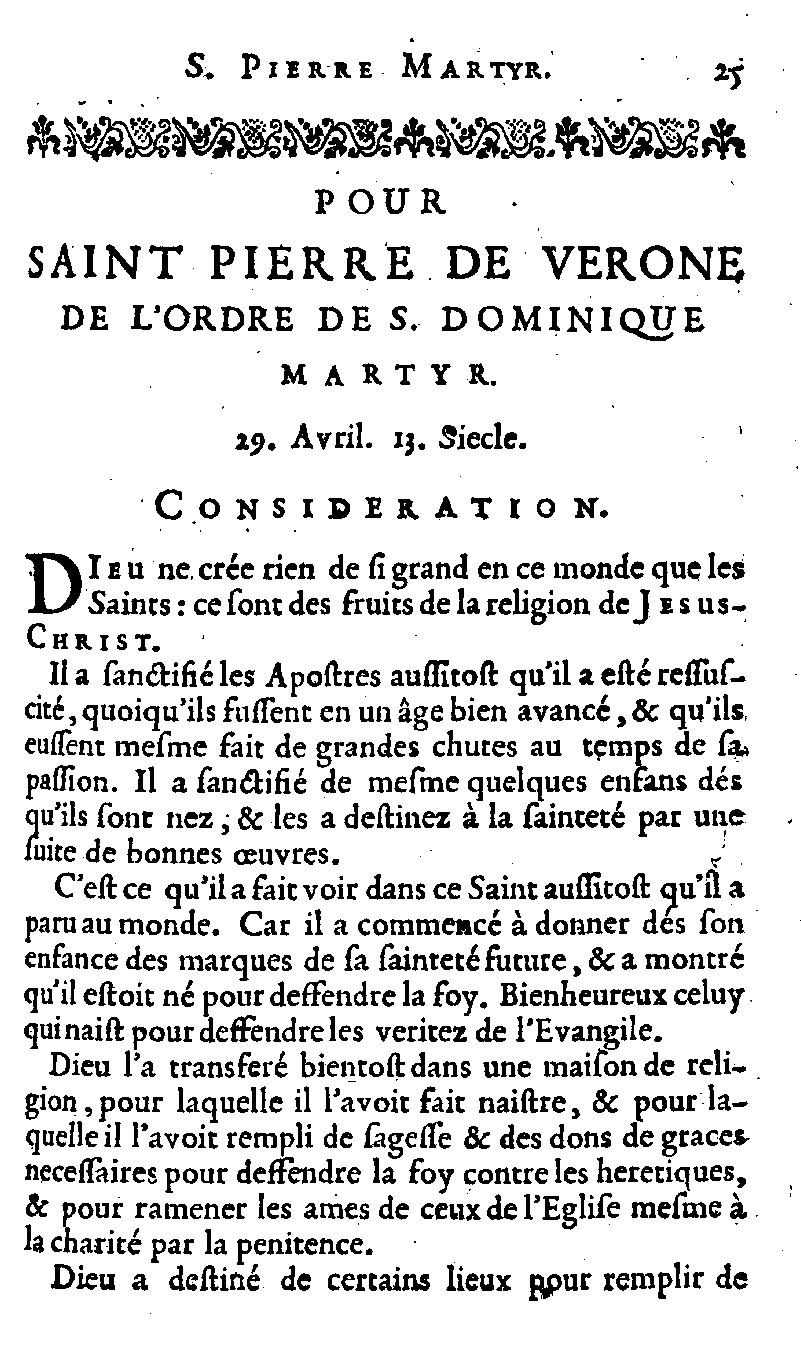 S. PIERRE MARTYR. 25
POUR
SAINT PIERRE DE VERONE
DE L'ORDRE DE S. DOMINIQUE
MARTYR.
29. Avril. 13. Siecle.
CONSIDERATION.
DIEU ne crée rien de ſi grand en ce monde que les
Saints : ce ſont des fruits de la religion de JESUS-
CHRIST.
Il a ſanctifié les Apoſtres auſſitoſt qu'il a eſté reſſuſ-
cité, quoiqu'ils fuſſent en un âge bien avancé, & qu'ils
euſſent meſme fait de grandes chutes au temps de ſa
paſſion. Il a ſanctifié de meſme quelques enfans dés
qu'ils ſont nez, & les a deſtinez à la ſainteté par une
ſuite de bonnes œuvres.
C'eſt ce qu'il a fait voir dans ce Saint auſſitoſt qu'il a
paru au monde. Car il a commencé à donner dés ſon
enfance des marques de ſa ſainteté future, & a montré
qu'il eſtoit né pour deffendre la foy. Bienheureux celuy
qui naiſt pour deffendre les veritez de l'Evangile.
Dieu l'a transferé bientoſt dans une maiſon de reli-
gion, pour laquelle il l'avoit fait naiſtre, & pour la-
quelle il l'avoit rempli de ſageſſe & des dons de graces
neceſſaires pour deffendre la foy contre les heretiques,
& pour ramener les ames de ceux de l'Egliſe meſme à
la charité par la penitence.
Dieu a deſtiné de certains lieux pour remplir de